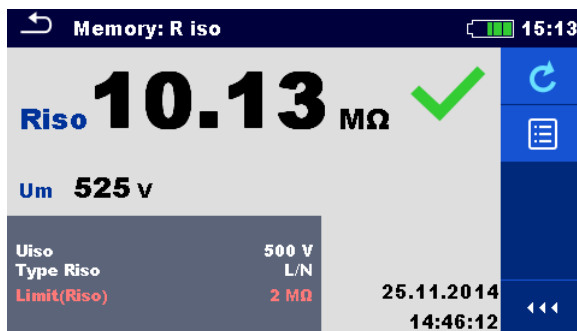 Memory: R iso 15:13
Riso 10.13 MΩ
Um 525 V
Uiso 500 V
Type Riso L/N
Limit(Riso) 2 MΩ
25.11.2014
14:46:12